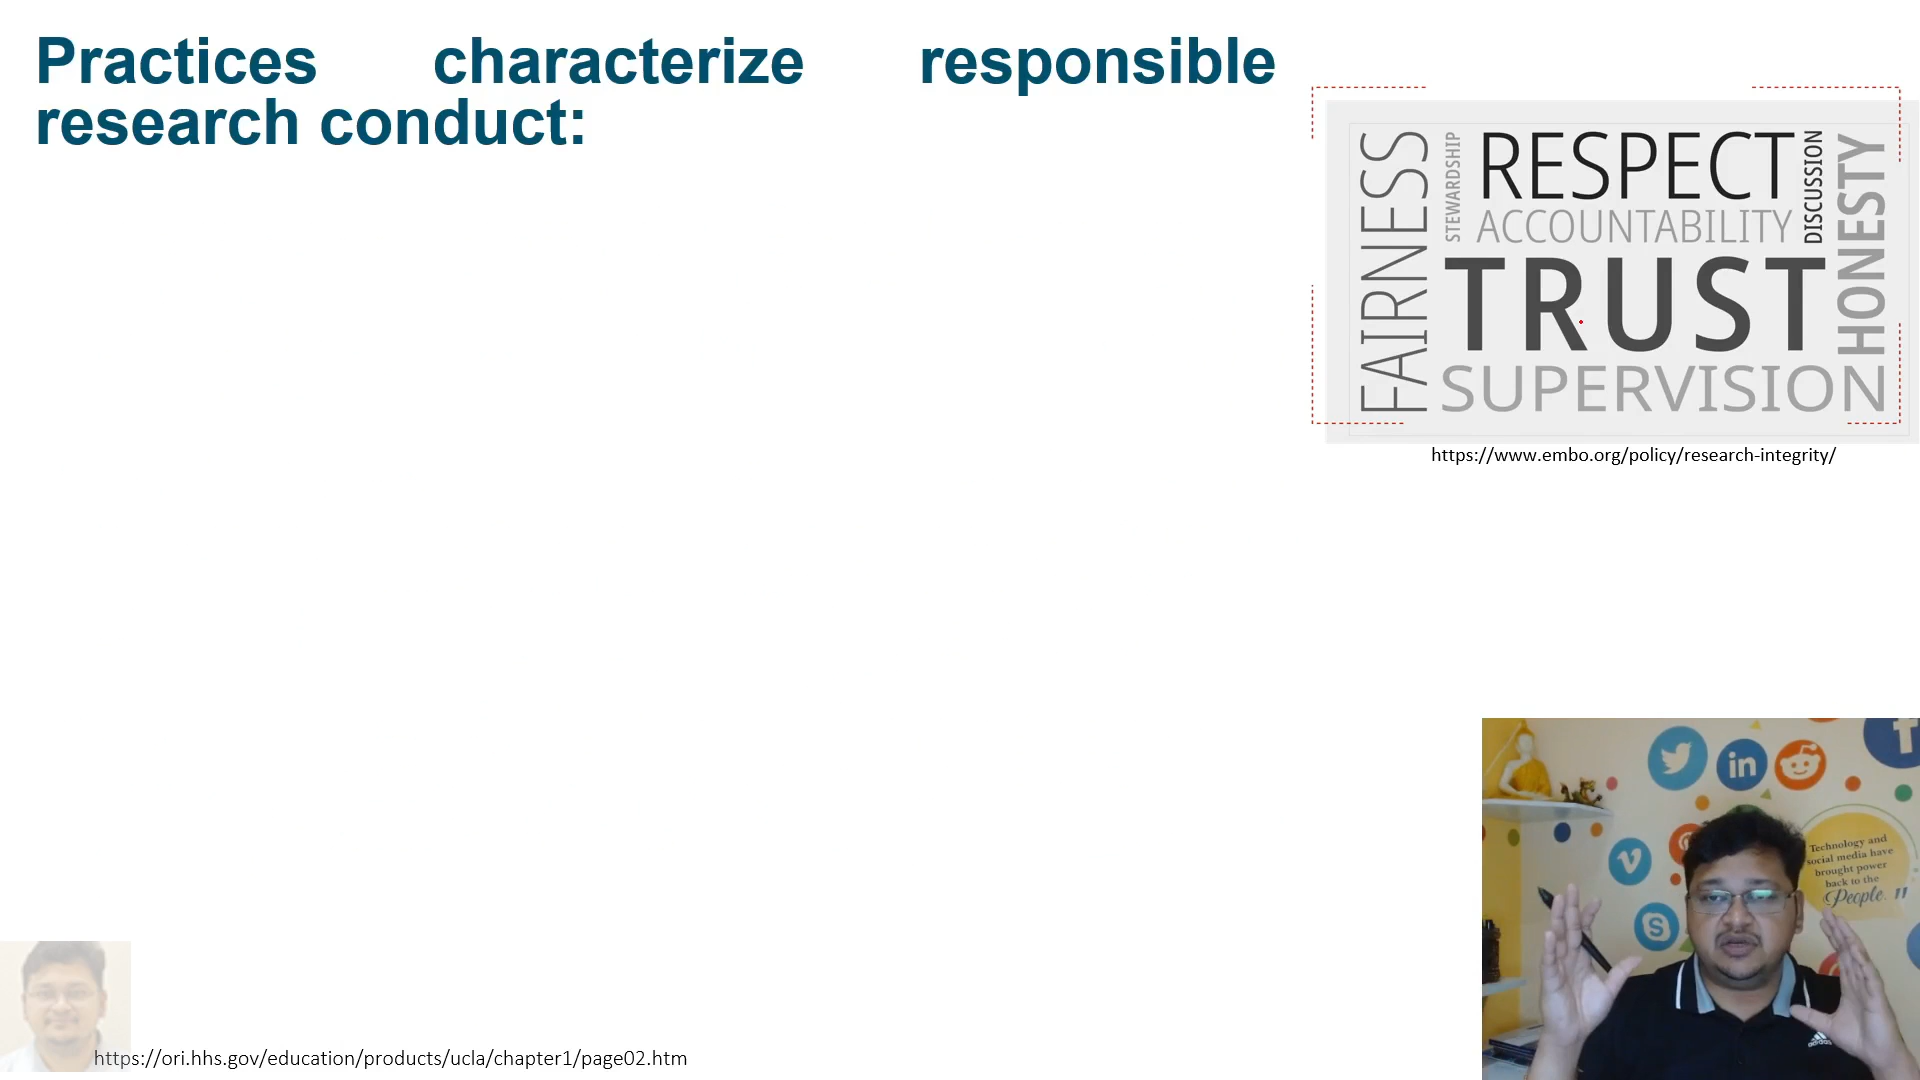 Practices characterize responsible
research conduct:
FAIRNESS
STEWARDSHIP
RESPECT
DISCUSSION
HONESTY
ACCOUNTABILITY
TRUST
SUPERVISION
https://www.embo.org/policy/research-integrity/
in
Technology and
social media have
brought power
back to the
People.
adidas
https://ori.hhs.gov/education/products/ucla/chapter1/page02.htm